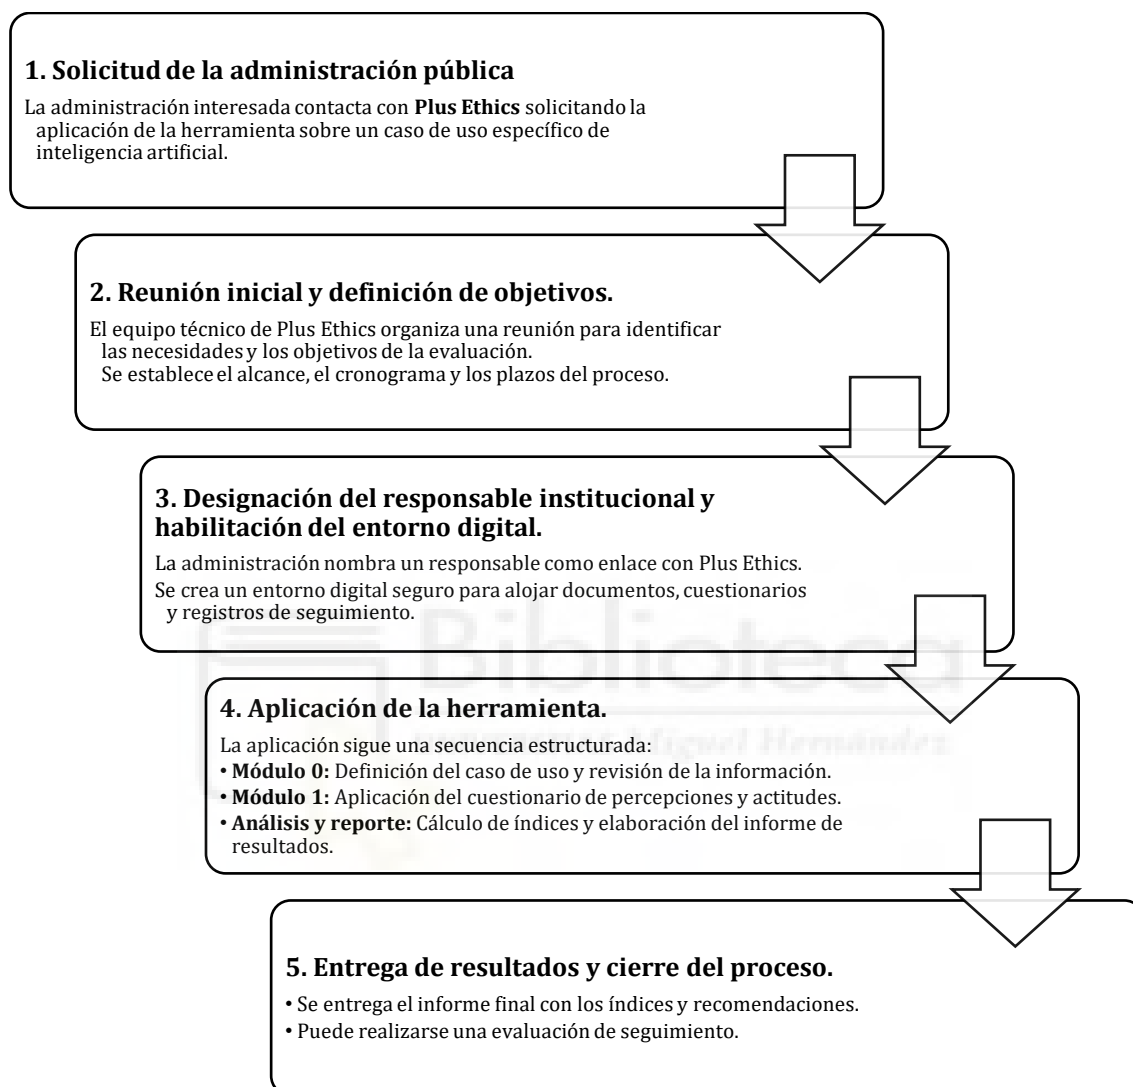 1. Solicitud de la administración pública
La administración interesada contacta con Plus Ethics solicitando la
aplicación de la herramienta sobre un caso de uso específico de
inteligencia artificial.
2. Reunión inicial y definición de objetivos.
El equipo técnico de Plus Ethics organiza una reunión para identificar
las necesidades y los objetivos de la evaluación.
Se establece el alcance, el cronograma y los plazos del proceso.
3. Designación del responsable institucional y
habilitación del entorno digital.
La administración nombra un responsable como enlace con Plus Ethics.
Se crea un entorno digital seguro para alojar documentos, cuestionarios
y registros de seguimiento.
Biblioteca
4. Aplicación de la herramienta.
La aplicación sigue una secuencia estructurada:
Miguel Hernández
• Módulo 0: Definición del caso de uso y revisión de la información.
• Módulo 1: Aplicación del cuestionario de percepciones y actitudes.
• Análisis y reporte: Cálculo de índices y elaboración del informe de
resultados.
5. Entrega de resultados y cierre del proceso.
• Se entrega el informe final con los índices y recomendaciones.
• Puede realizarse una evaluación de seguimiento.